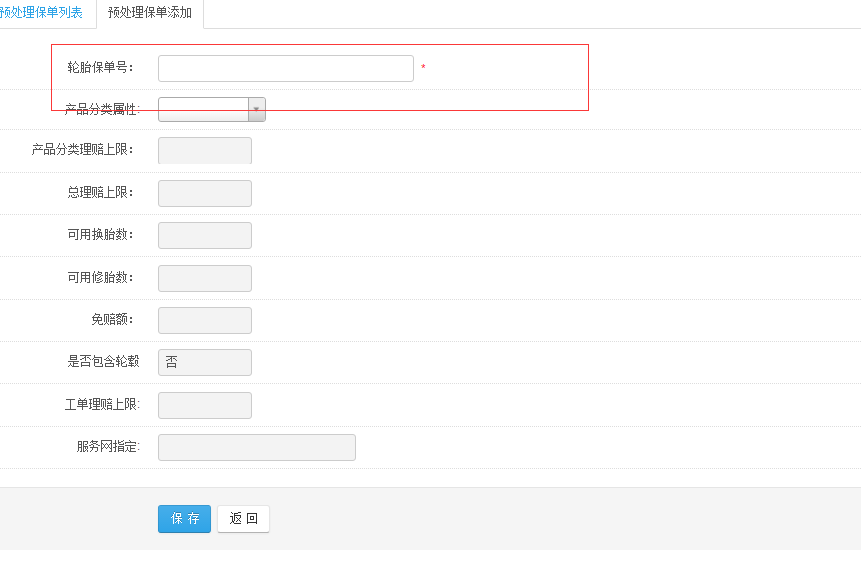 预处理保单列表 预处理保单添加
轮胎保单号： *
产品分类属性:
产品分类理赔上限：
总理赔上限：
可用换胎数：
可用修胎数：
免赔额：
是否包含轮毂 否
工单理赔上限:
服务网指定:
保 存 返 回